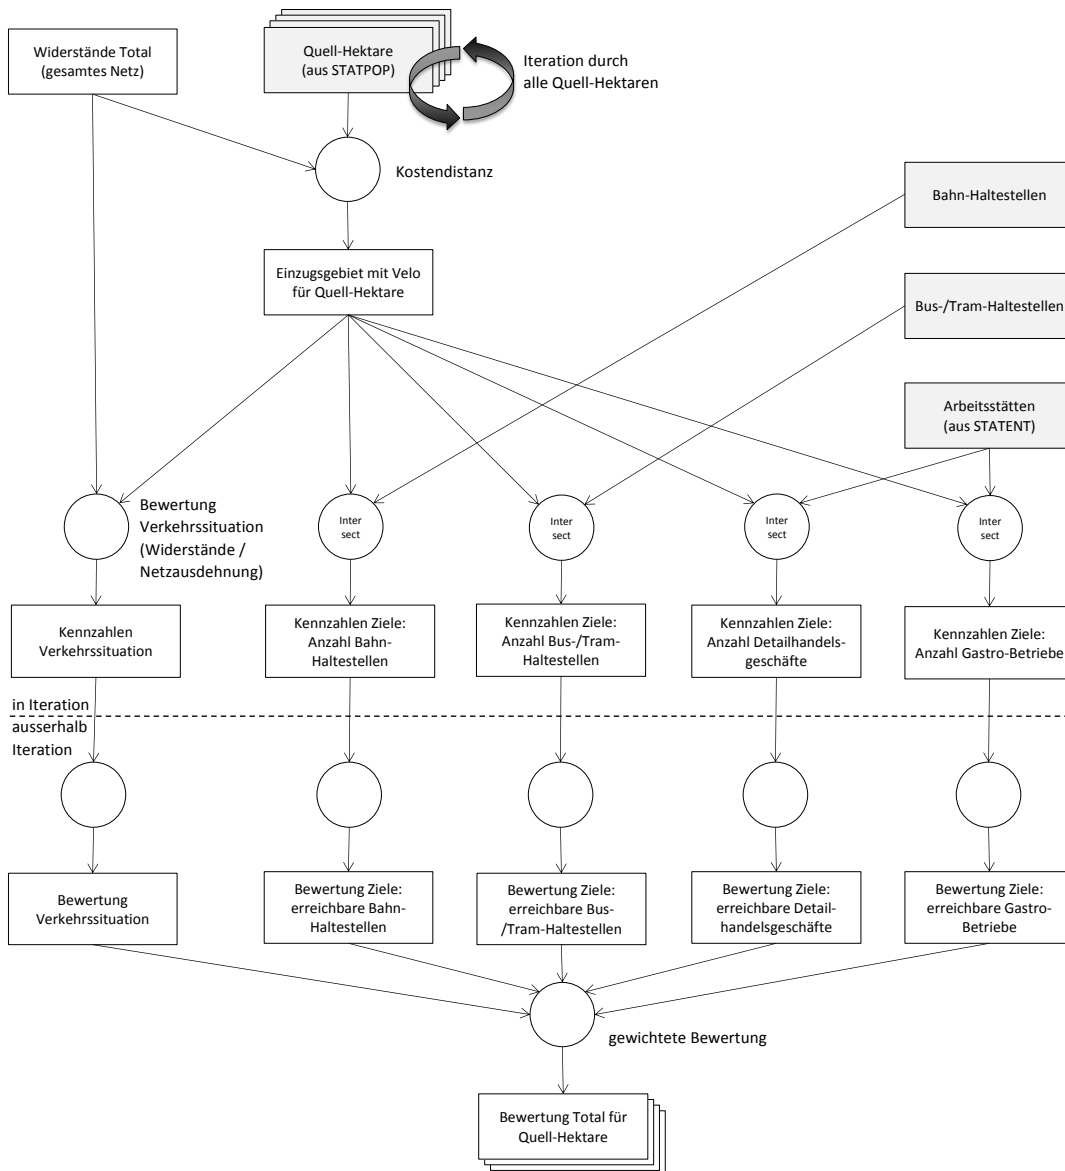 Widerstände Total
(gesamtes Netz)
Quell-Hektare
(aus STATPOP)
Iteration durch
alle Quell-Hektaren
Kostendistanz
Bahn-Haltestellen
Einzugsgebiet mit Velo
für Quell-Hektare
Bus-/Tram-Haltestellen
Arbeitsstätten
(aus STATENT)
Bewertung
Verkehrssituation
(Widerstände /
Netzausdehnung)
Inter
sect
Inter
sect
Inter
sect
Inter
sect
Kennzahlen
Verkehrssituation
Kennzahlen Ziele:
Anzahl Bahn-
Haltestellen
Kennzahlen Ziele:
Anzahl Bus-/Tram-
Haltestellen
Kennzahlen Ziele:
Anzahl Detailhandels-
geschäfte
Kennzahlen Ziele:
Anzahl Gastro-Betriebe
in Iteration
ausserhalb
Iteration
Bewertung
Verkehrssituation
Bewertung Ziele:
erreichbare Bahn-
Haltestellen
Bewertung Ziele:
erreichbare Bus-
/Tram-Haltestellen
Bewertung Ziele:
erreichbare Detail-
handelsgeschäfte
Bewertung Ziele:
erreichbare Gastro-
Betriebe
gewichtete Bewertung
Bewertung Total für
Quell-Hektare